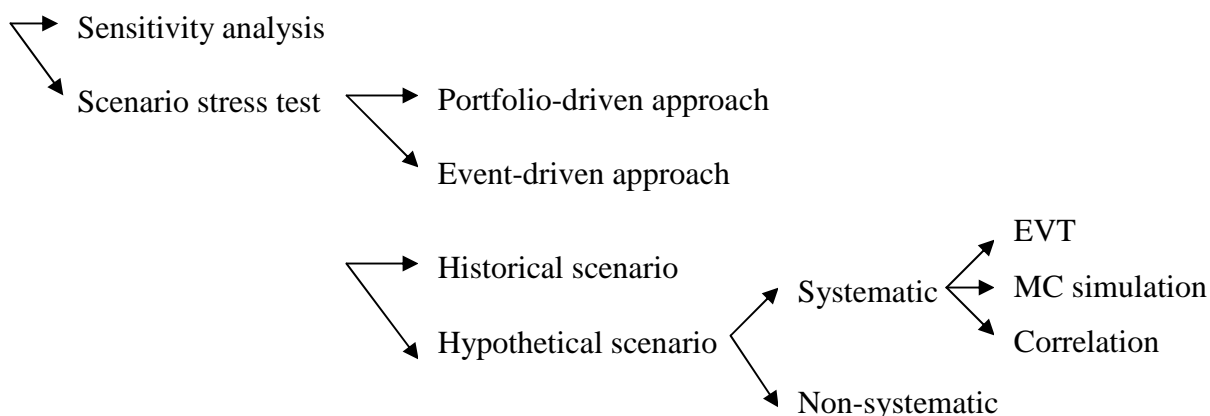 Sensitivity analysis
Scenario stress test
Portfolio-driven approach
Event-driven approach
Historical scenario
Hypothetical scenario
Systematic
Non-systematic
EVT
MC simulation
Correlation